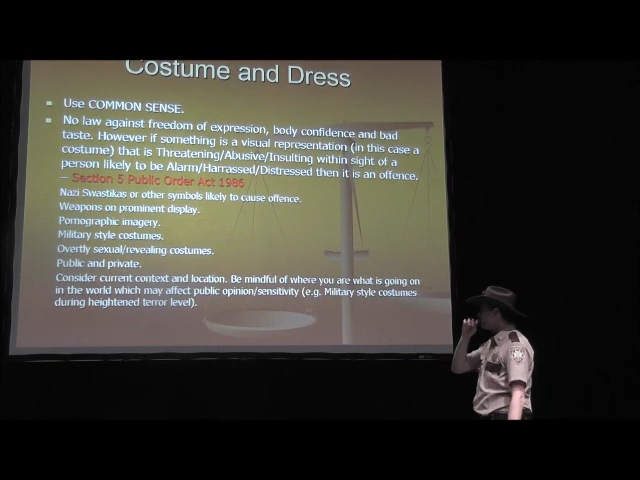 Costume and Dress
Use COMMON SENSE.
No law against freedom of expression, body confidence and bad
taste. However if something is a visual representation (in this case a
costume) that is Threatening/Abusive/Insulting within sight of a
person likely to be Alarm/Harrassed/Distressed then it is an offence.
– Section 5 Public Order Act 1986
Nazi Swastikas or other symbols likely to cause offence.
Weapons on prominent display.
Pornographic imagery.
Military style costumes.
Overtly sexual/revealing costumes.
Public and private.
Consider current context and location. Be mindful of where you are what is going on
in the world which may affect public opinion/sensitivity (e.g. Military style costumes
during heightened terror level).